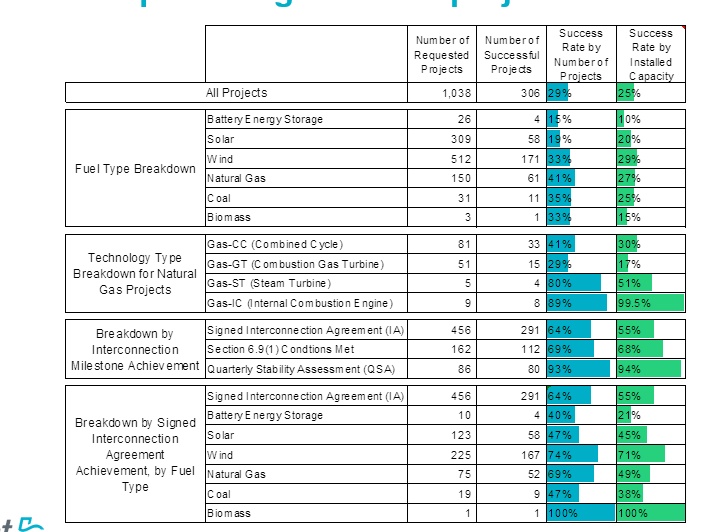 Number of Requested Projects Number of Successful Projects Success Rate by Number of Projects Success Rate by Installed Capacity
All Projects 1,038 306 29% 25%
Fuel Type Breakdown
Battery Energy Storage 26 4 15% 10%
Solar 309 58 19% 20%
Wind 512 171 33% 29%
Natural Gas 150 61 41% 27%
Coal 31 11 35% 25%
Biomass 3 1 33% 15%
Technology Type Breakdown for Natural Gas Projects
Gas-CC (Combined Cycle) 81 33 41% 30%
Gas-GT (Combustion Gas Turbine) 51 15 29% 17%
Gas-ST (Steam Turbine) 5 4 80% 51%
Gas-IC (Internal Combustion Engine) 9 8 89% 99.5%
Breakdown by Interconnection Milestone Achievement
Signed Interconnection Agreement (IA) 456 291 64% 55%
Section 6.9(1) Condtions Met 162 112 69% 68%
Quarterly Stability Assessment (QSA) 86 80 93% 94%
Breakdown by Signed Interconnection Agreement Achievement, by Fuel Type
Signed Interconnection Agreement (IA) 456 291 64% 55%
Battery Energy Storage 10 4 40% 21%
Solar 123 58 47% 45%
Wind 225 167 74% 71%
Natural Gas 75 52 69% 49%
Coal 19 9 47% 38%
Biomass 1 1 100% 100%